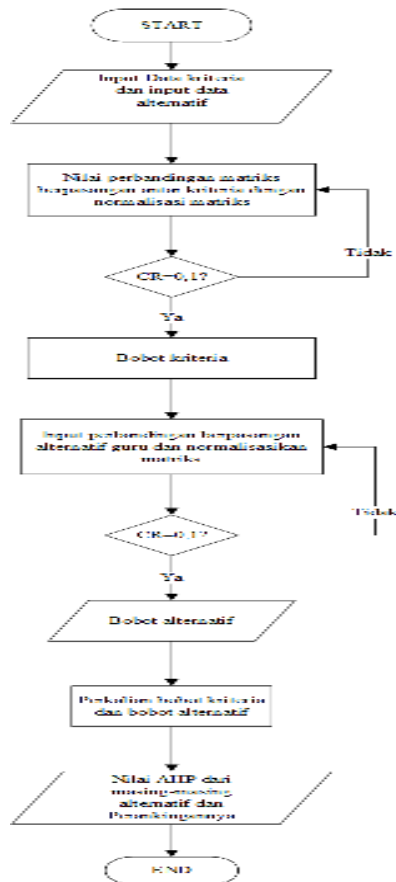 START
Input Data kriteria
dan input data
alternatif
Nilai perbandingan matriks
berpasangan antar kriteria dengan
normalisasi matriks
Tidak
CR=0,1?
Ya
Bobot kriteria
Input perbandingan berpasangan
alternatif guru dan normalisasikan
matriks
Tidak
CR=0,1?
Ya
Bobot alternatif
Perkalian bobot kriteria
dan bobot alternatif
Nilai AHP dari
masing-masing
alternatif dan
Perankingannya
END